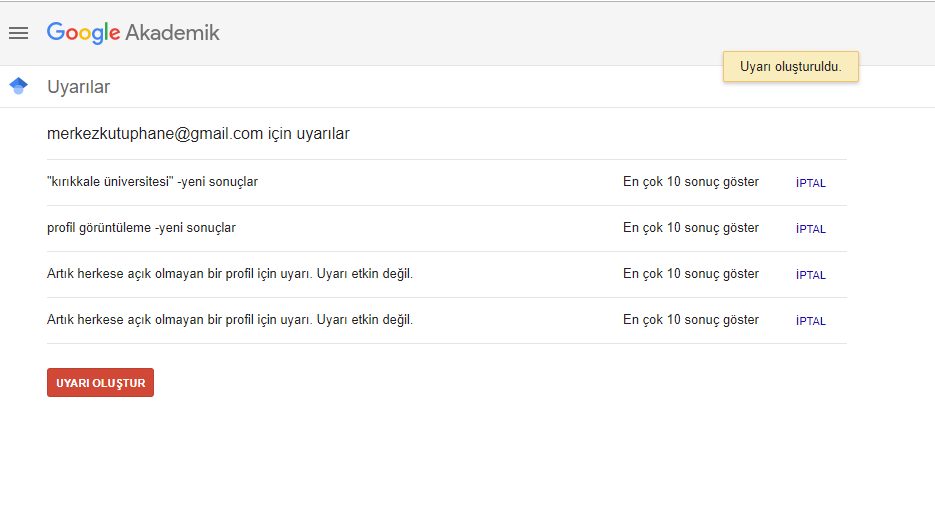 Google Akademik
Uyarı oluşturuldu.
Uyarılar
merkezkutuphane@gmail.com için uyarılar
"kırıkkale üniversitesi" -yeni sonuçlar En çok 10 sonuç göster İPTAL
profil görüntüleme -yeni sonuçlar En çok 10 sonuç göster İPTAL
Artık herkese açık olmayan bir profil için uyarı. Uyarı etkin değil. En çok 10 sonuç göster İPTAL
Artık herkese açık olmayan bir profil için uyarı. Uyarı etkin değil. En çok 10 sonuç göster İPTAL
UYARI OLUŞTUR